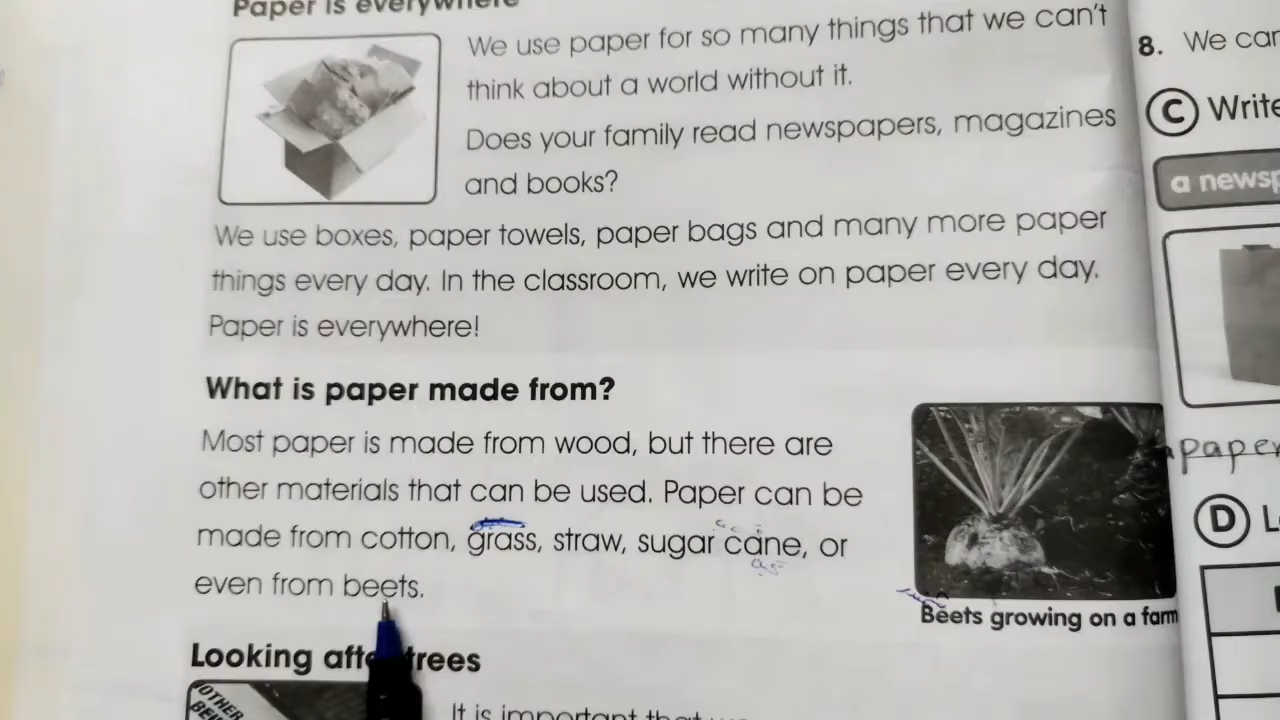 Paper is everywhere
We use paper for so many things that we can't
think about a world without it.
Does your family read newspapers, magazines
and books?
We use boxes, paper towels, paper bags and many more paper
things every day. In the classroom, we write on paper every day.
Paper is everywhere!
What is paper made from?
Most paper is made from wood, but there are
other materials that can be used. Paper can be
made from cotton, grass, straw, sugar cane, or
even from beets.
Beets growing on a farm
Looking trees
OTHER
It is important that
8. We
C Write
a
paper
D